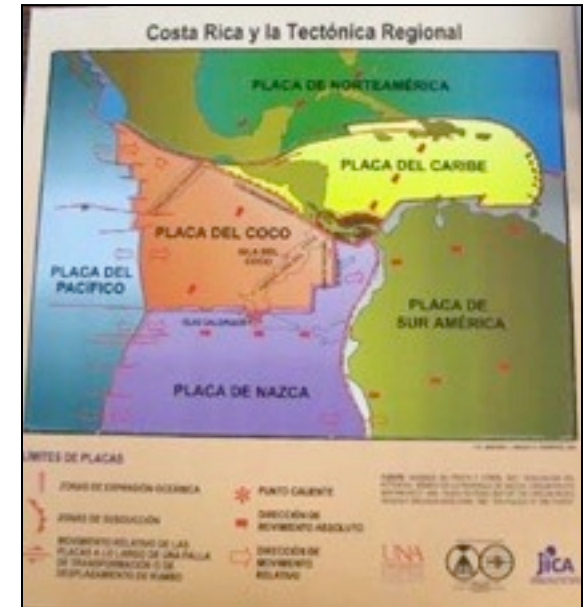 Costa Rica y la Tectónica Regional
PLACA DE NORTEAMÉRICA
PLACA DEL CARIBE
PLACA DEL COCO
ISLA DEL
COCO
PLACA DEL
PACÍFICO
PLACA DE
SUR AMÉRICA
PLACA DE NAZCA
LÍMITES DE PLACAS
ZONAS DE EXPANSIÓN OCEÁNICA
ZONAS DE SUBDUCCIÓN
MOVIMIENTO RELATIVO DE LAS
PLACAS A LO LARGO DE UNA FALLA
DE TRANSFORMACIÓN O DE
DESPLAZAMIENTO DE RUMBO
PUNTO CALIENTE
DIRECCIÓN DE
MOVIMIENTO ABSOLUTO
DIRECCIÓN DE
MOVIMIENTO
RELATIVO
UNA
JICA